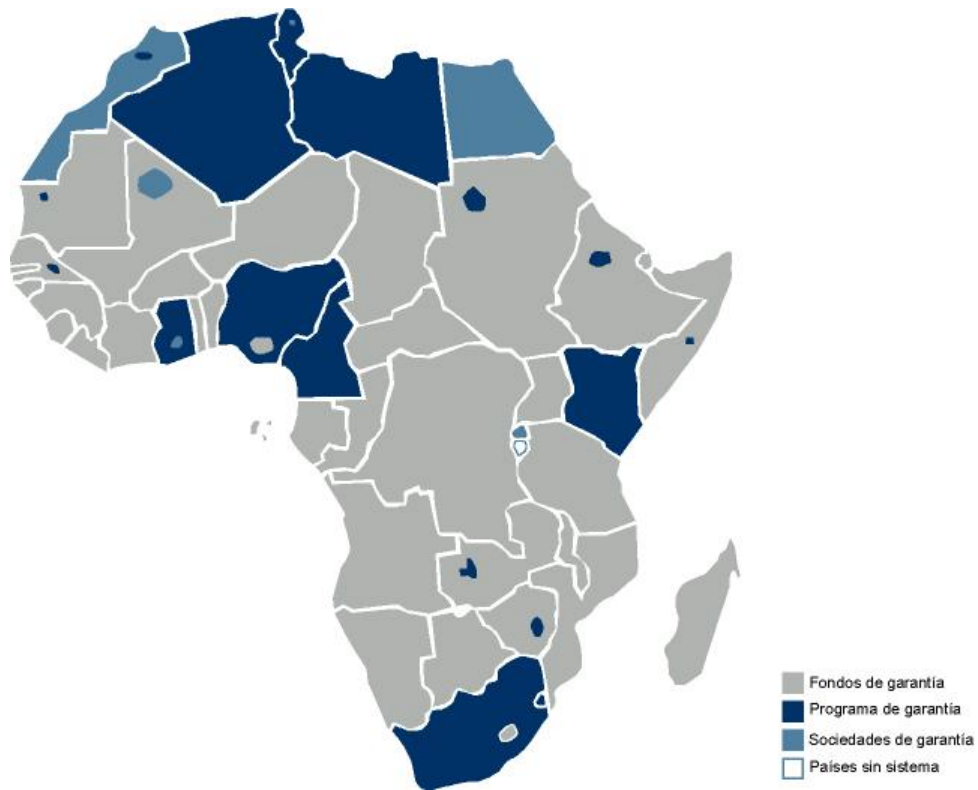 Fondos de garantía
Programa de garantía
Sociedades de garantía
Países sin sistema